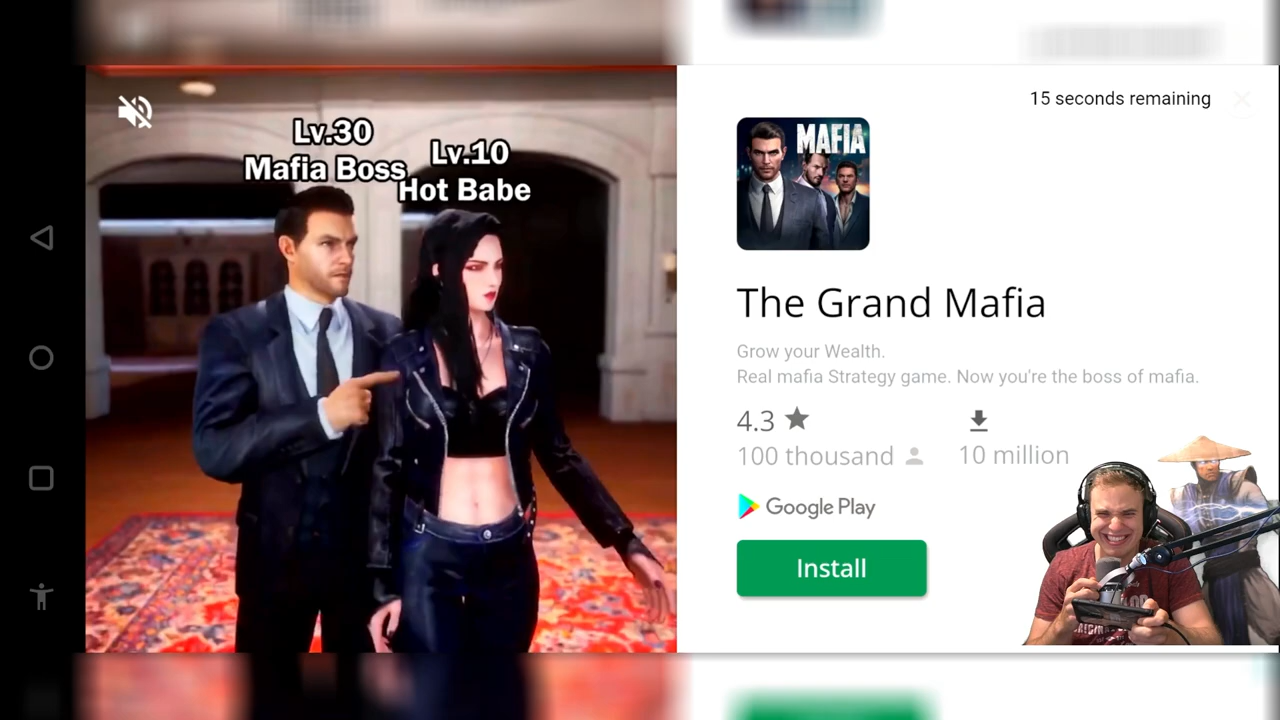 15 seconds remaining
Lv.30
Mafia Boss
Lv.10
Hot Babe
MAFIA
The Grand Mafia
Grow your Wealth.
Real mafia Strategy game. Now you're the boss of mafia.
4.3
100 thousand
10 million
Google Play
Install